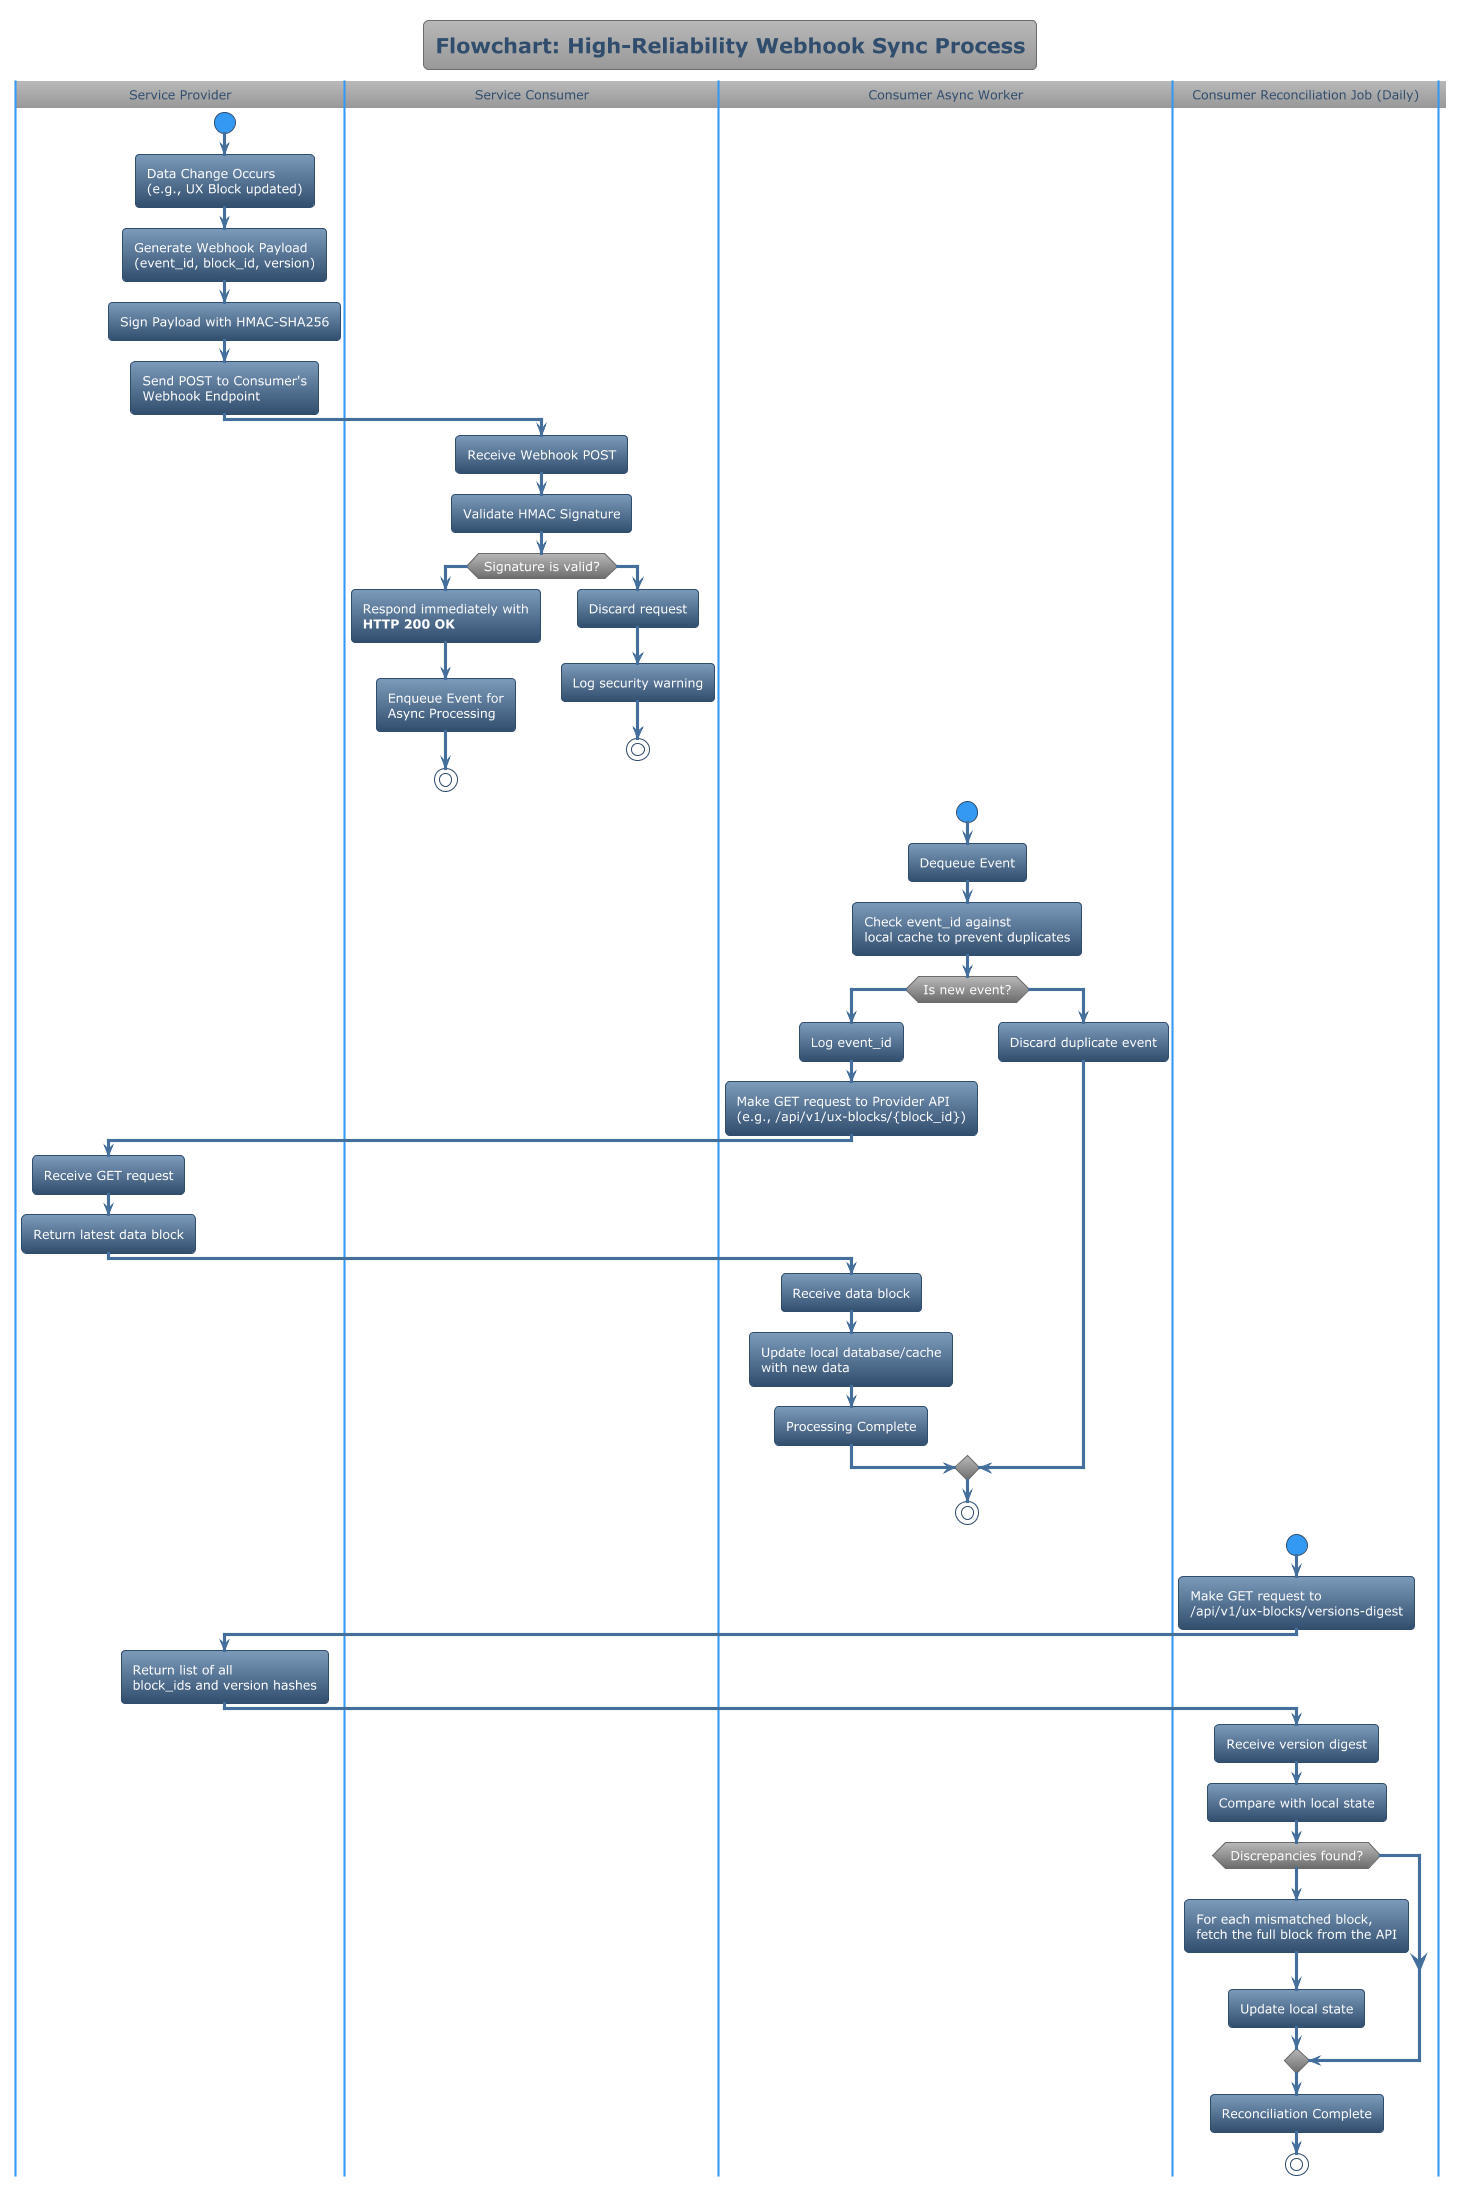 Flowchart: High-Reliability Webhook Sync Process
Service Provider
Service Consumer
Consumer Async Worker
Consumer Reconciliation Job (Daily)
Data Change Occurs
(e.g., UX Block updated)
Generate Webhook Payload
(event_id, block_id, version)
Sign Payload with HMAC-SHA256
Send POST to Consumer's
Webhook Endpoint
Receive Webhook POST
Validate HMAC Signature
Signature is valid?
Respond immediately with
HTTP 200 OK
Discard request
Enqueue Event for
Async Processing
Log security warning
Dequeue Event
Check event_id against
local cache to prevent duplicates
Is new event?
Log event_id
Discard duplicate event
Make GET request to Provider API
(e.g., /api/v1/ux-blocks/{block_id})
Receive GET request
Return latest data block
Receive data block
Update local database/cache
with new data
Processing Complete
Make GET request to
/api/v1/ux-blocks/versions-digest
Return list of all
block_ids and version hashes
Receive version digest
Compare with local state
Discrepancies found?
For each mismatched block,
fetch the full block from the API
Update local state
Reconciliation Complete